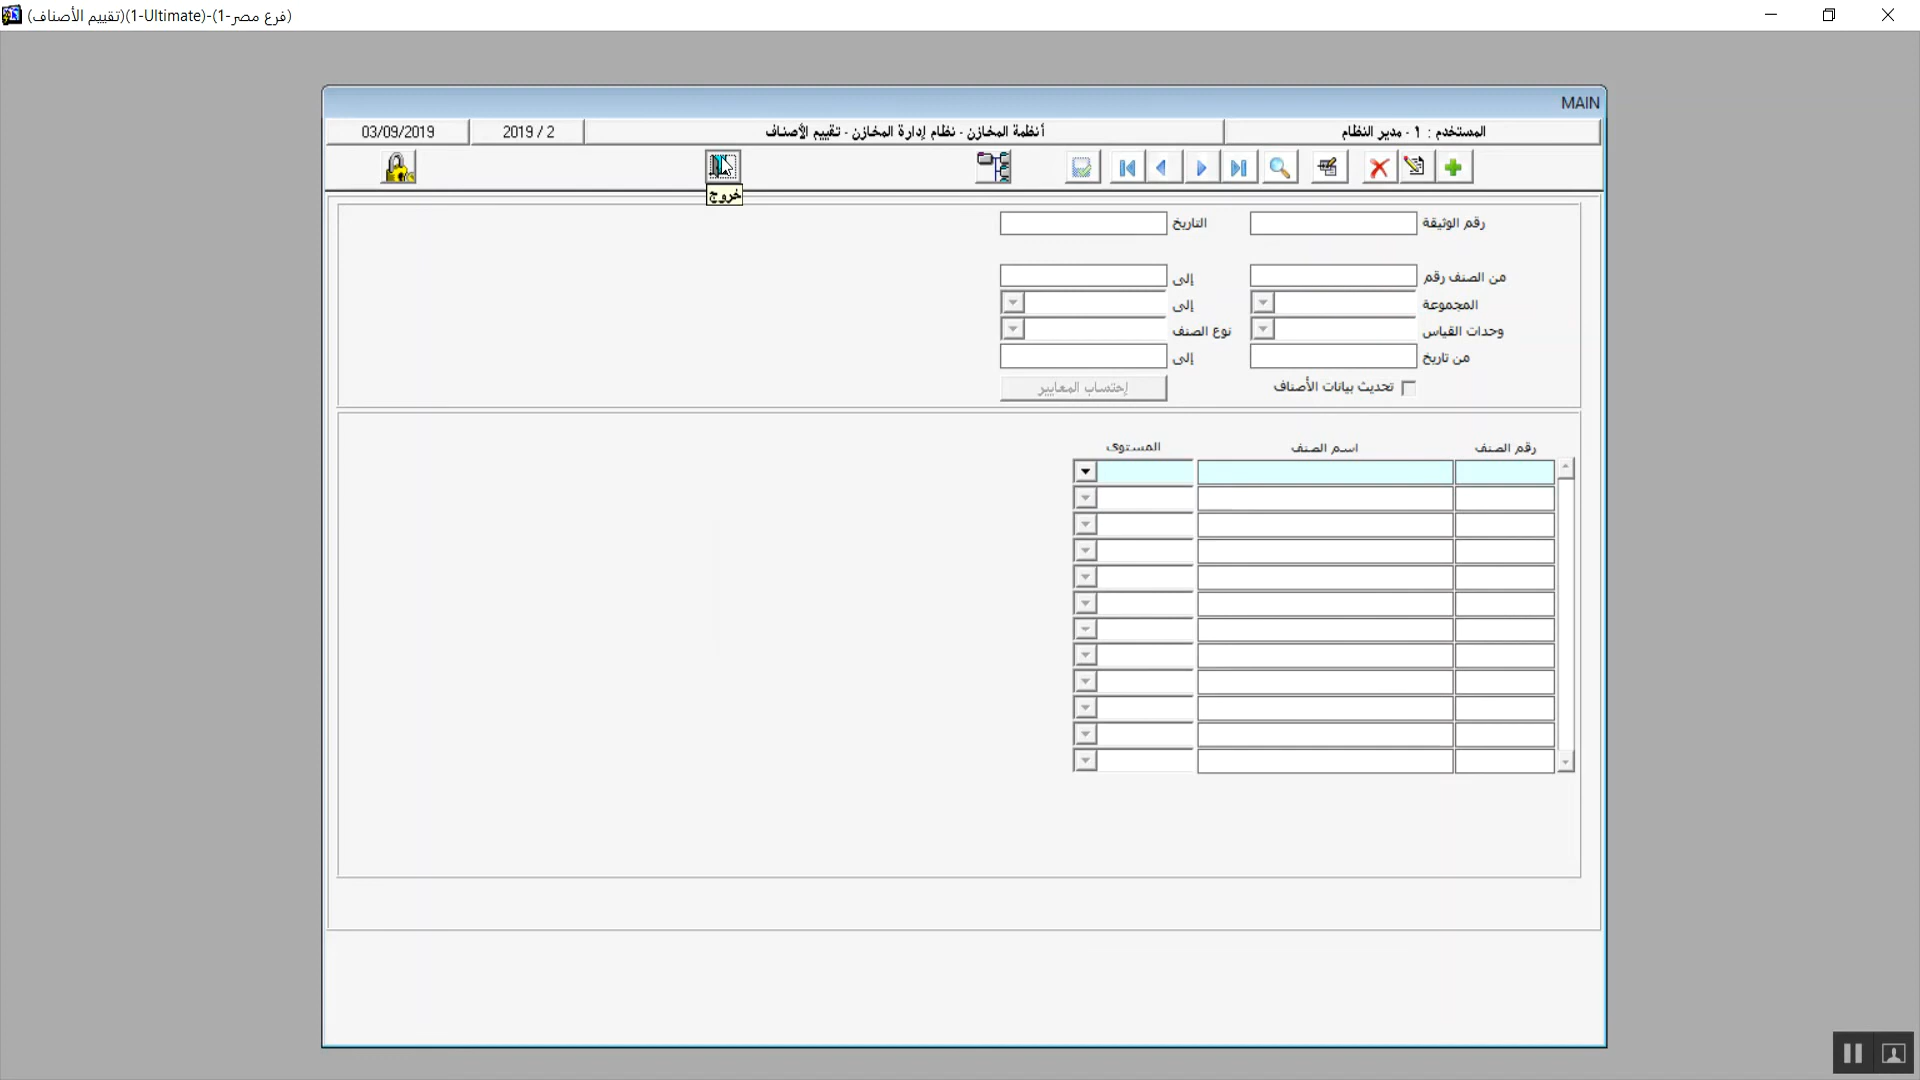 (فرع مصر-1)-(1-Ultimate)(تقييم الأصناف)
MAIN
المستخدم : ١ - مدير النظام
أنظمة المخازن - نظام إدارة المخازن - تقييم الأصناف
2019 / 2
03/09/2019
خروج
رقم الوثيقة
التاريخ
من الصنف رقم
إلى
المجموعة
إلى
وحدات القياس
نوع الصنف
من تاريخ
إلى
تحديث بيانات الأصناف
إحتساب المعايير
رقم الصنف
اسم الصنف
المستوى